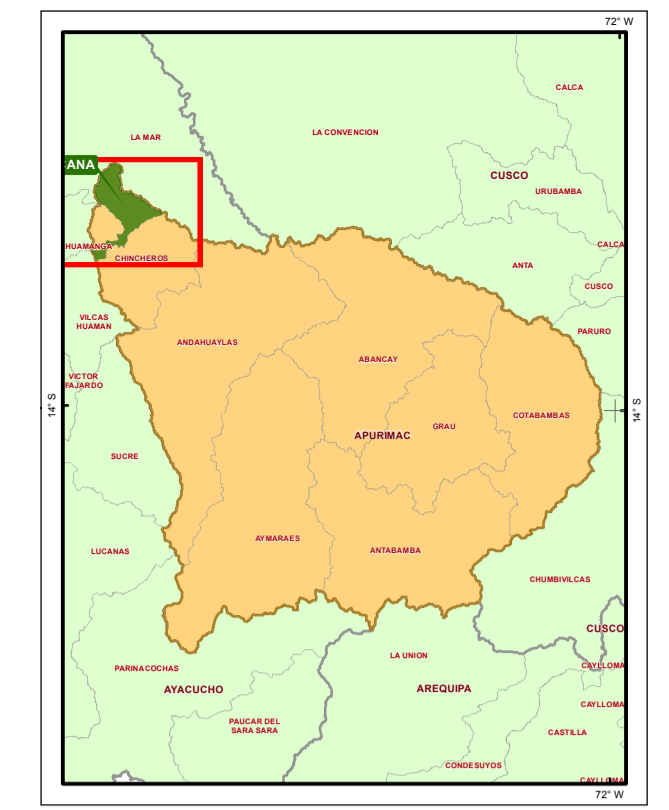 72° W
CALCA
LA CONVENCION
LA MAR
ANA
CUSCO
URUBAMBA
HUAMANGA
CHINCHEROS
CALCA
ANTA
CUSCO
VILCAS
HUAMAN
PARURO
ANDAHUAYLAS
ABANCAY
VICTOR
FAJARDO
14° S
14° S
COTABAMBAS
GRAU
APURIMAC
SUCRE
AYMARAES
ANTABAMBA
LUCANAS
CHUMBIVILCAS
CUSCO
LA UNION
CAYLLOMA
PARINACOCHAS
AYACUCHO
AREQUIPA
CAYLLOMA
PAUCAR DEL
SARA SARA
CASTILLA
CONDESUYOS
CAYLLOMA
72° W